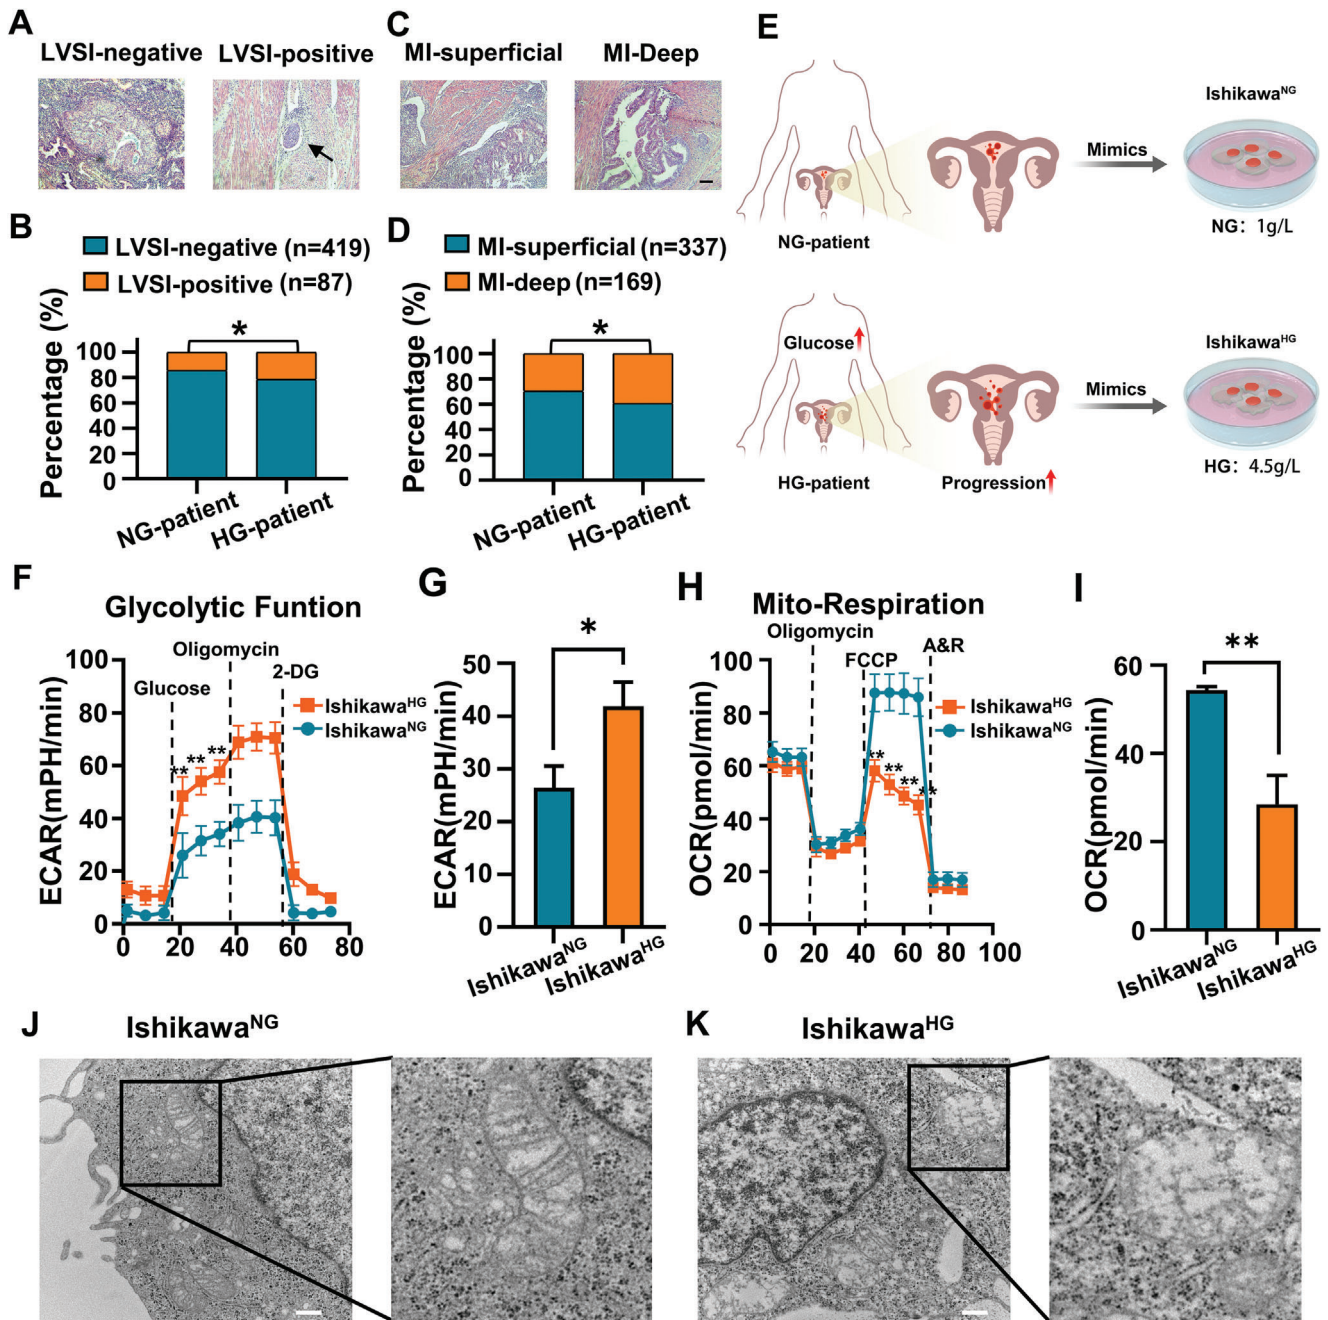 A
LVSI-negative
LVSI-positive
C
MI-superficial
MI-Deep
B
LVSI-negative (n=419)
LVSI-positive (n=87)
Percentage (%)
100
80
60
40
20
0
*
NG-patient
HG-patient
D
MI-superficial (n=337)
MI-deep (n=169)
Percentage (%)
100
80
60
40
20
0
*
NG-patient
HG-patient
E
NG-patient
Mimics
Ishikawa^NG
NG: 1g/L
Glucose
HG-patient
Progression
Mimics
Ishikawa^HG
HG: 4.5g/L
F
Glycolytic Funtion
Glucose
Oligomycin
2-DG
Ishikawa^HG
Ishikawa^NG
ECAR(mPH/min)
100
80
60
40
20
0
** ** **
0 20 40 60 80
G
ECAR(mPH/min)
50
40
30
20
10
0
*
Ishikawa^NG
Ishikawa^HG
H
Mito-Respiration
Oligomycin
FCCP
A&R
Ishikawa^HG
Ishikawa^NG
OCR(pmol/min)
100
80
60
40
20
0
** ** ** **
0 20 40 60 80 100
I
OCR(pmol/min)
60
40
20
0
**
Ishikawa^NG
Ishikawa^HG
J
Ishikawa^NG
K
Ishikawa^HG